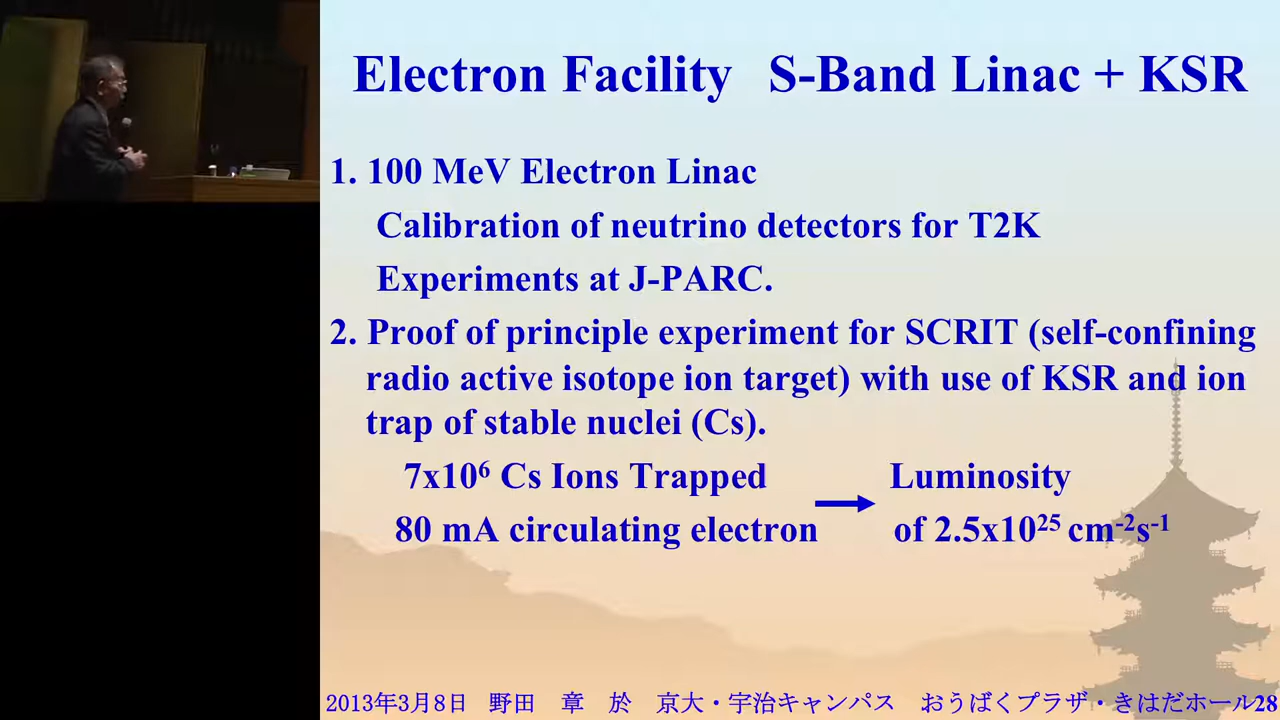 Electron Facility S-Band Linac + KSR
1. 100 MeV Electron Linac
Calibration of neutrino detectors for T2K
Experiments at J-PARC.
2. Proof of principle experiment for SCRIT (self-confining
radio active isotope ion target) with use of KSR and ion
trap of stable nuclei (Cs).
7x10⁶ Cs Ions Trapped → Luminosity
80 mA circulating electron of 2.5x10²⁵ cm⁻²s⁻¹
2013年3月8日 野田 章 於 京大・宇治キャンパス おうばくプラザ・きはだホール28